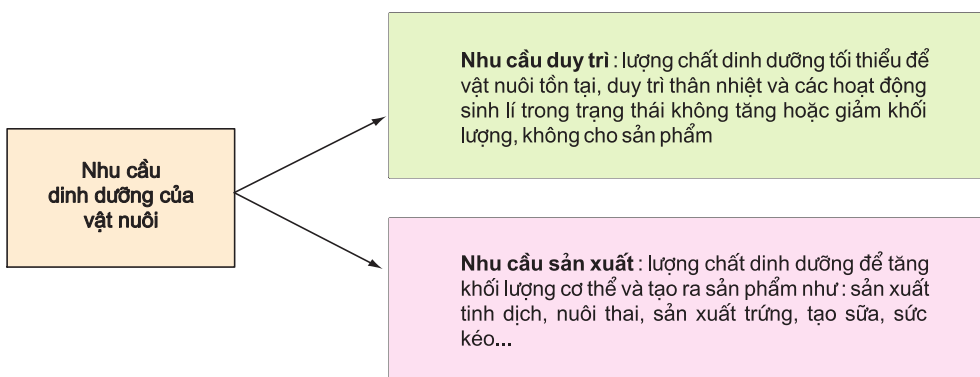 Nhu cầu
dinh dưỡng của
vật nuôi
Nhu cầu duy trì : lượng chất dinh dưỡng tối thiểu để
vật nuôi tồn tại, duy trì thân nhiệt và các hoạt động
sinh lí trong trạng thái không tăng hoặc giảm khối
lượng, không cho sản phẩm
Nhu cầu sản xuất : lượng chất dinh dưỡng để tăng
khối lượng cơ thể và tạo ra sản phẩm như : sản xuất
tinh dịch, nuôi thai, sản xuất trứng, tạo sữa, sức
kéo...